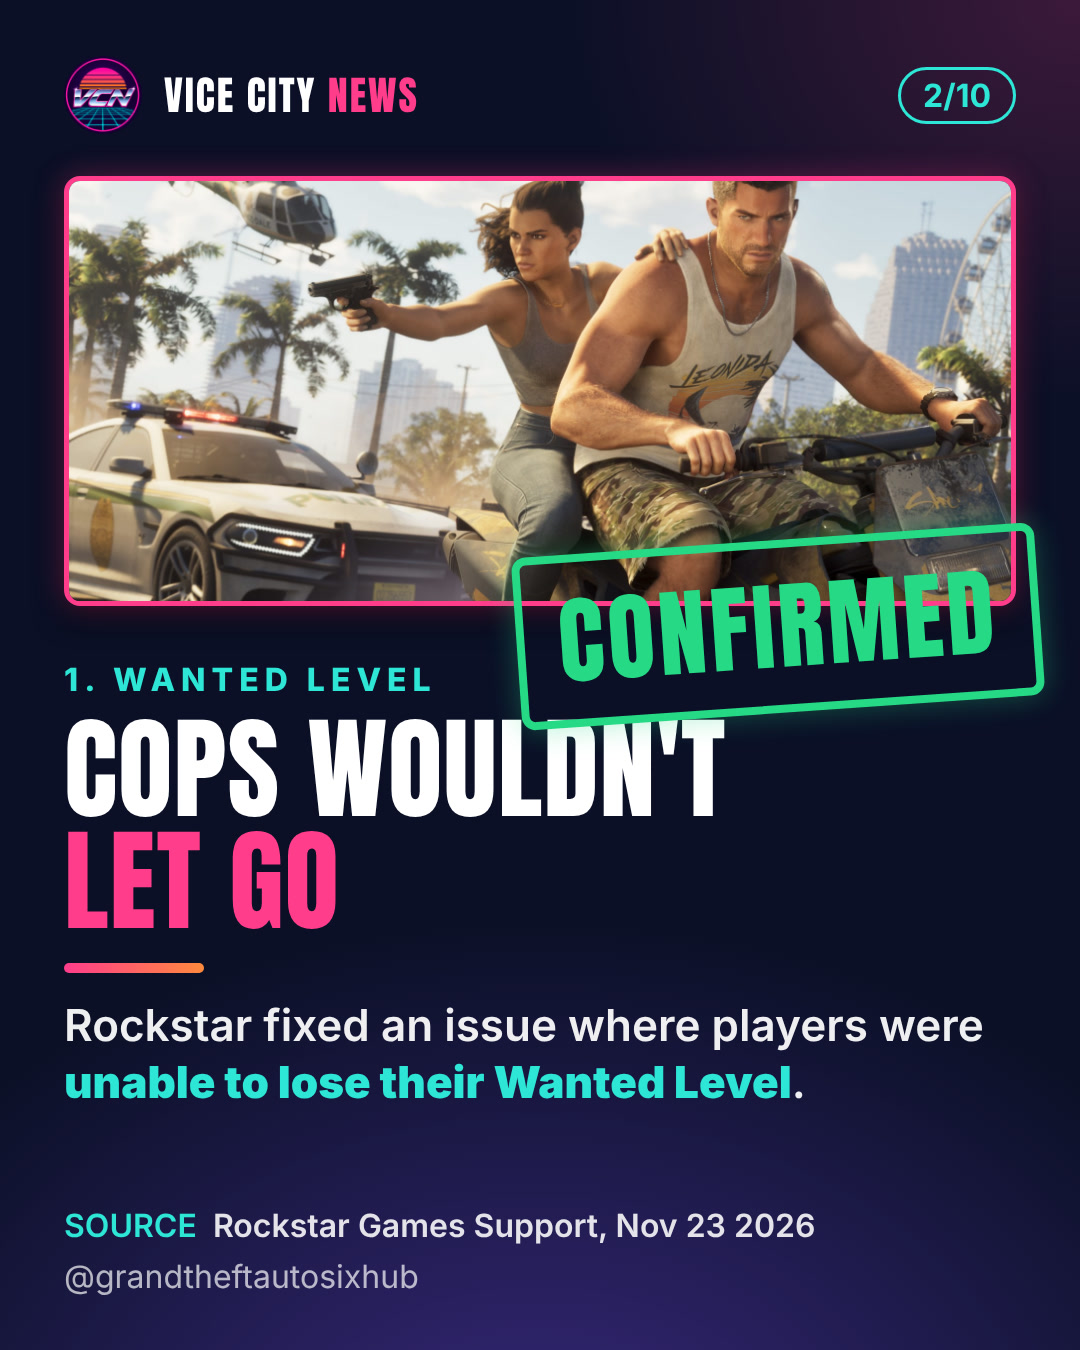 VCN
VICE CITY NEWS
2/10
LEONIDA
CONFIRMED
1. WANTED LEVEL
COPS WOULDN'T
LET GO
Rockstar fixed an issue where players were
unable to lose their Wanted Level.
SOURCE Rockstar Games Support, Nov 23 2026
@grandtheftautosixhub